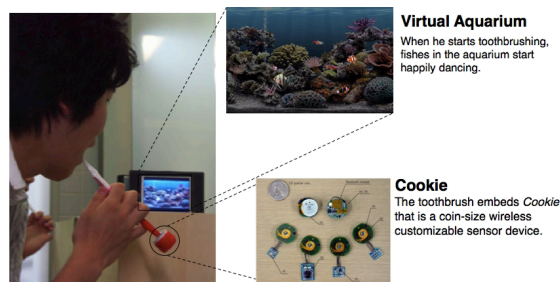 Virtual Aquarium
When he starts toothbrushing,
fishes in the aquarium start
happily dancing.
Cookie
The toothbrush embeds Cookie
that is a coin-size wireless
customizable sensor device.